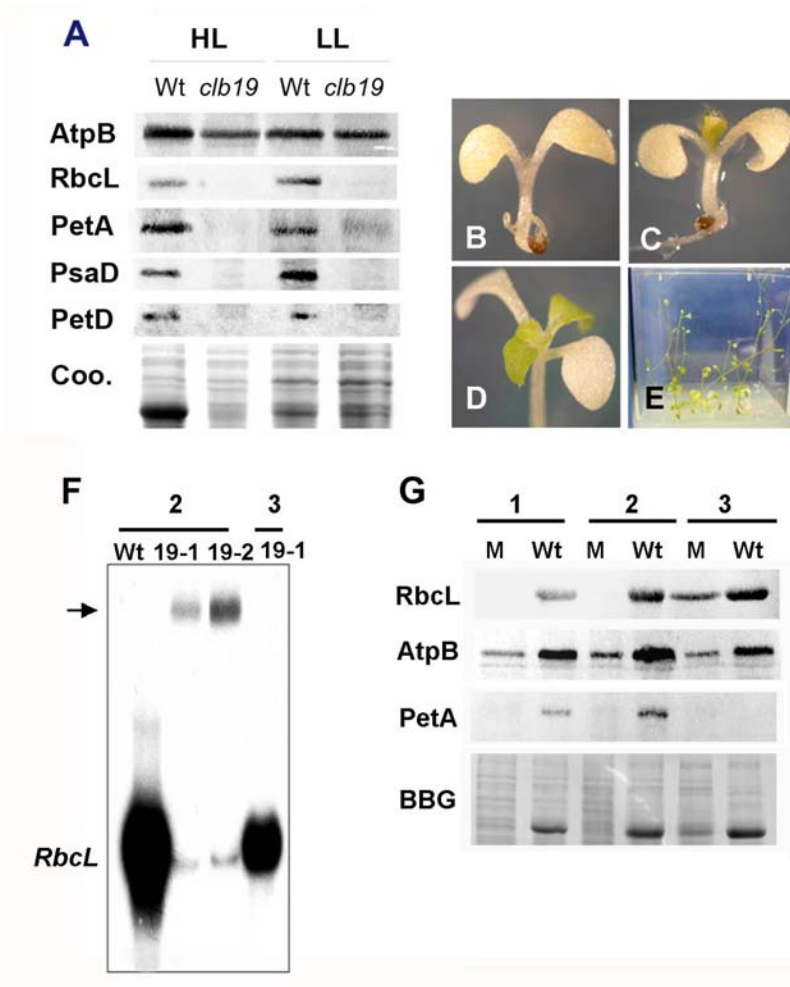 A
HL LL
Wt clb19 Wt clb19
AtpB
RbcL
PetA
PsaD
PetD
Coo.
B
C
D
E
F
2 3
Wt 19-1 19-2 19-1
RbcL
G
1 2 3
M Wt M Wt M Wt
RbcL
AtpB
PetA
BBG